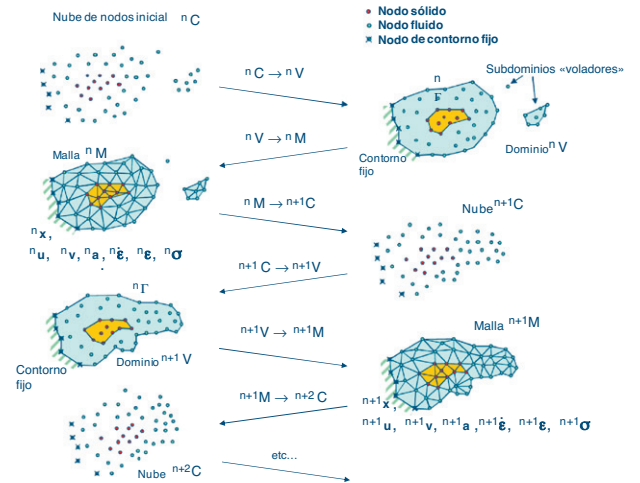 Nube de nodos inicial ⁿC
Nodo sólido
Nodo fluido
Nodo de contorno fijo
ⁿC → ⁿV
n
Γ
Subdominios «voladores»
Contorno
fijo
Dominio ⁿV
ⁿV → ⁿM
Malla ⁿM
ⁿx,
ⁿu, ⁿv, ⁿa, ⁿε̇, ⁿε, ⁿσ
ⁿM → ⁿ⁺¹C
Nube ⁿ⁺¹C
ⁿ⁺¹C → ⁿ⁺¹V
ⁿΓ
Contorno
fijo
Dominio ⁿ⁺¹V
ⁿ⁺¹V → ⁿ⁺¹M
Malla ⁿ⁺¹M
ⁿ⁺¹x,
ⁿ⁺¹u, ⁿ⁺¹v, ⁿ⁺¹a, ⁿ⁺¹ε̇, ⁿ⁺¹ε, ⁿ⁺¹σ
ⁿ⁺¹M → ⁿ⁺²C
Nube ⁿ⁺²C
etc...